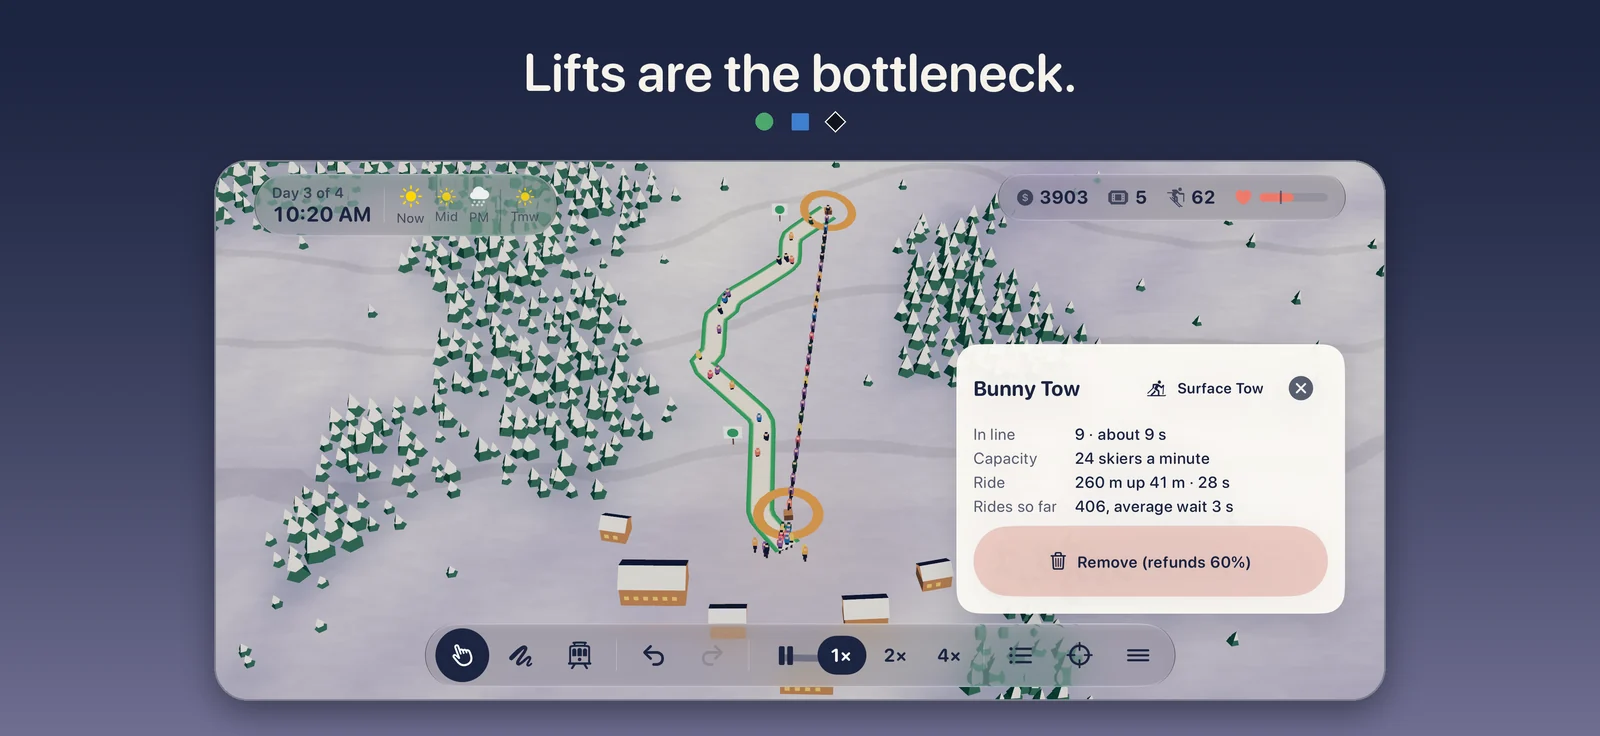 Lifts are the bottleneck.
Day 3 of 4
10:20 AM
Now Mid PM Tmw
3903 5 62
Bunny Tow Surface Tow
In line 9 · about 9 s
Capacity 24 skiers a minute
Ride 260 m up 41 m · 28 s
Rides so far 406, average wait 3 s
Remove (refunds 60%)
1× 2× 4×